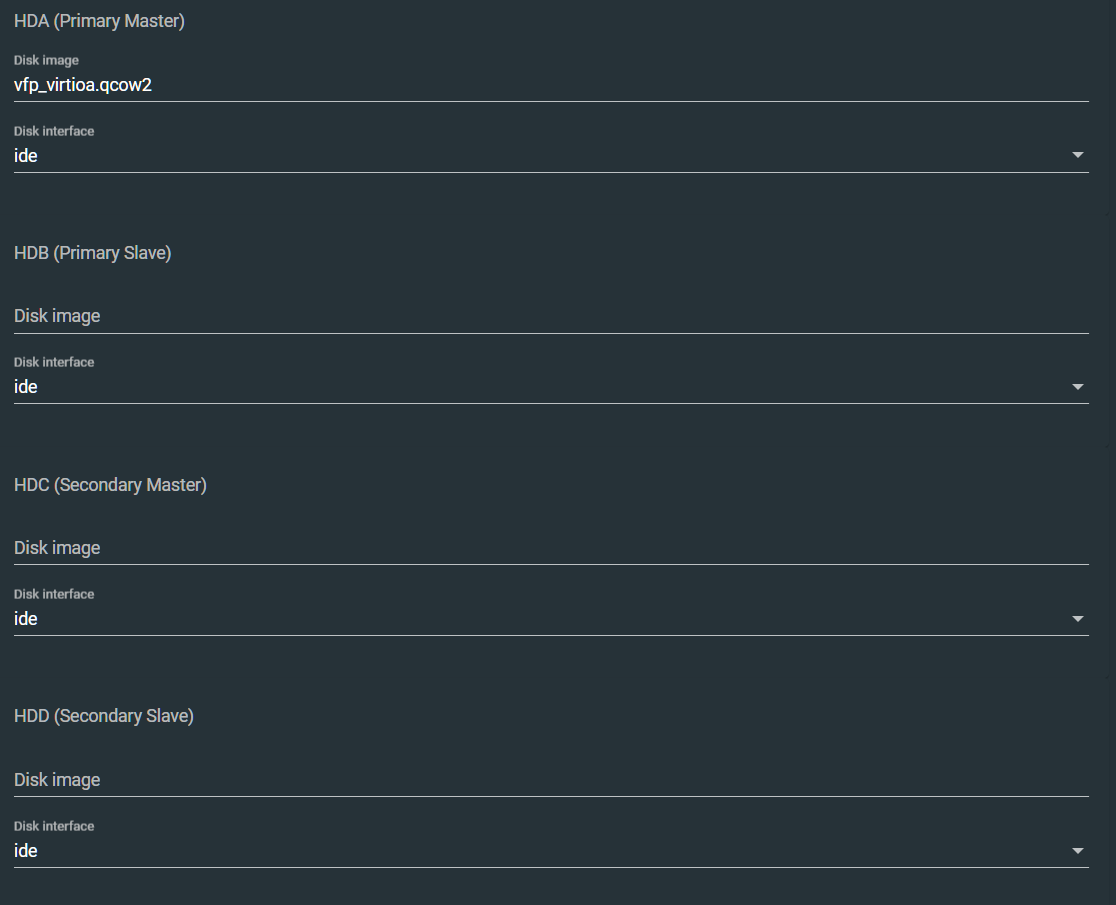 HDA (Primary Master)
Disk image
vfp_virtioa.qcow2
Disk interface
ide
HDB (Primary Slave)
Disk image
Disk interface
ide
HDC (Secondary Master)
Disk image
Disk interface
ide
HDD (Secondary Slave)
Disk image
Disk interface
ide